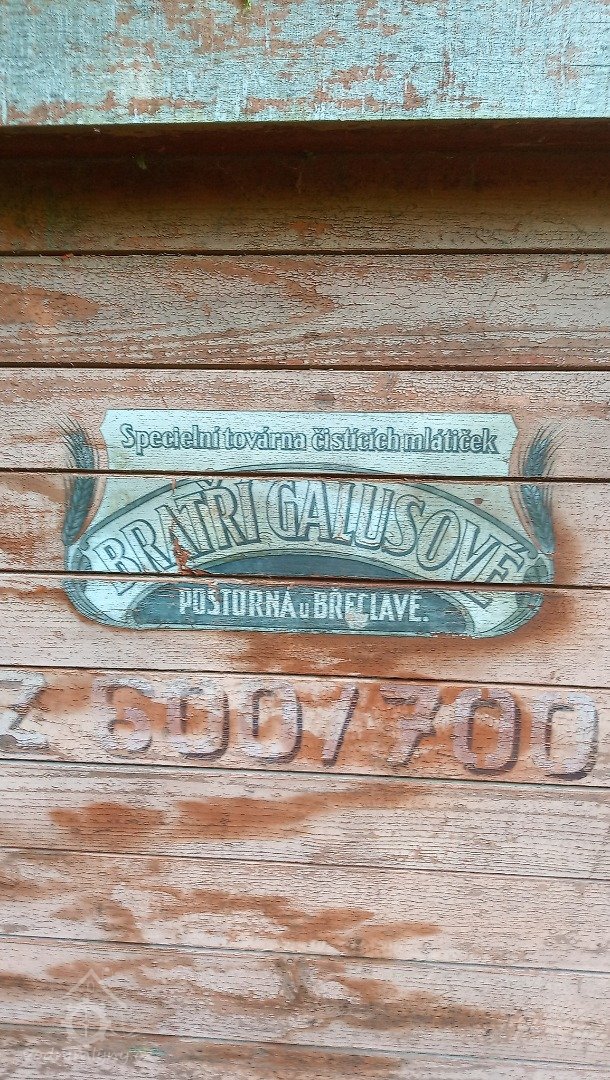 Specielní továrna čistících mlátiček
BRATŘI GALUSOVÉ
POŠTORNÁ u BŘECLAVĚ.
Z 600/700